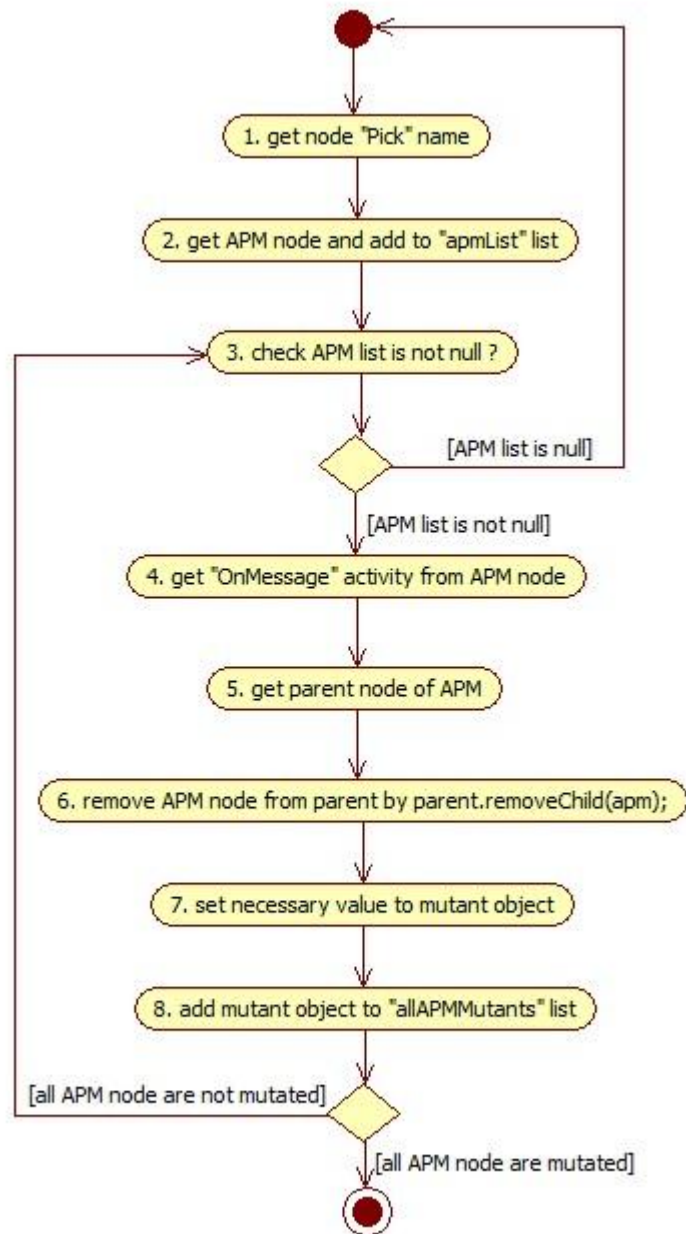 1. get node "Pick" name
2. get APM node and add to "apmList" list
3. check APM list is not null ?
[APM list is null]
[APM list is not null]
4. get "OnMessage" activity from APM node
5. get parent node of APM
6. remove APM node from parent by parent.removeChild(apm);
7. set necessary value to mutant object
8. add mutant object to "allAPMMutants" list
[all APM node are not mutated]
[all APM node are mutated]